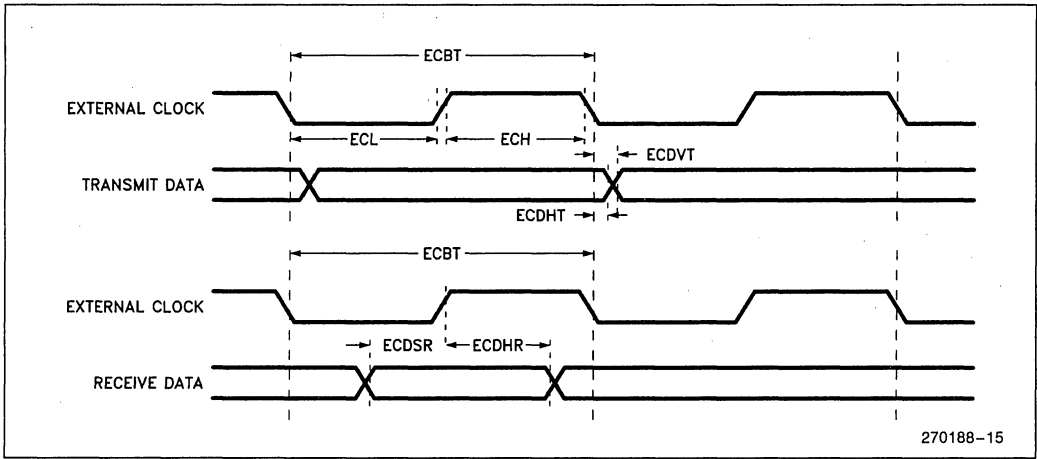 ECBT
EXTERNAL CLOCK
ECL
ECH
ECDVT
TRANSMIT DATA
ECDHT
ECBT
EXTERNAL CLOCK
ECDSR
ECDHR
RECEIVE DATA
270188-15